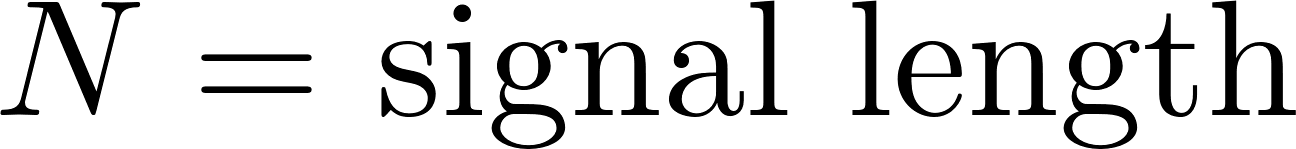 N = signal length